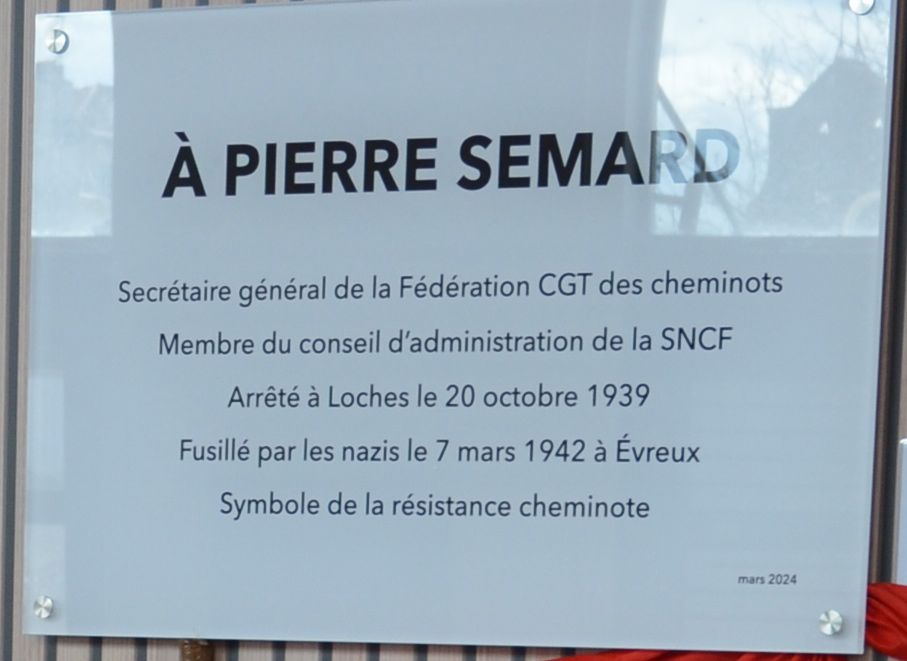 À PIERRE SEMARD
Secrétaire général de la Fédération CGT des cheminots
Membre du conseil d'administration de la SNCF
Arrêté à Loches le 20 octobre 1939
Fusillé par les nazis le 7 mars 1942 à Évreux
Symbole de la résistance cheminote
mars 2024